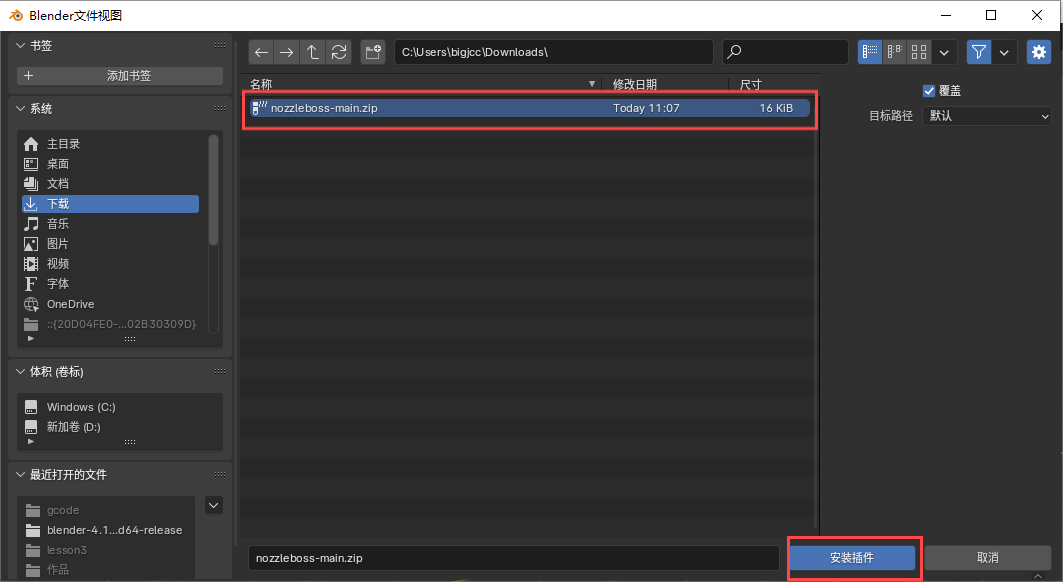 Blender文件视图
书签
添加书签
系统
主目录
桌面
文档
下载
音乐
图片
视频
字体
OneDrive
::{20D04FE0-...02B30309D}
体积 (卷标)
Windows (C:)
新加卷 (D:)
最近打开的文件
gcode
blender-4.1...d64-release
lesson3
作品
C:\Users\bigjcc\Downloads\
名称 修改日期 尺寸
nozzleboss-main.zip Today 11:07 16 KiB
覆盖
目标路径 默认
nozzleboss-main.zip
安装插件
取消